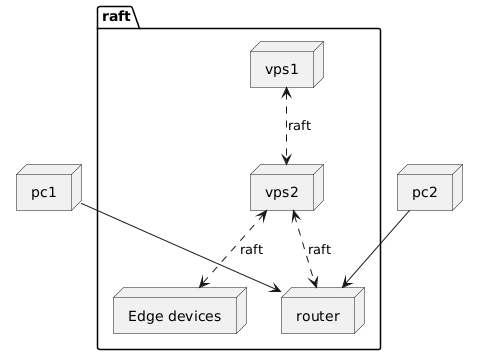 raft
vps1
raft
pc1
vps2
pc2
raft
raft
Edge devices
router